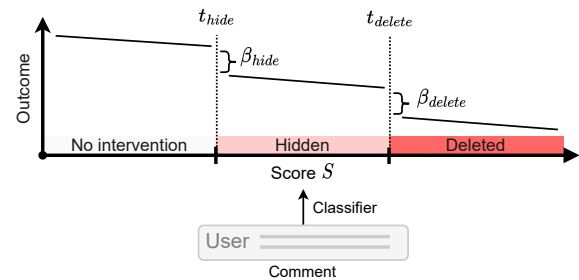 t_hide t_delete
β_hide
β_delete
Outcome
No intervention Hidden Deleted
Score S
Classifier
User
Comment